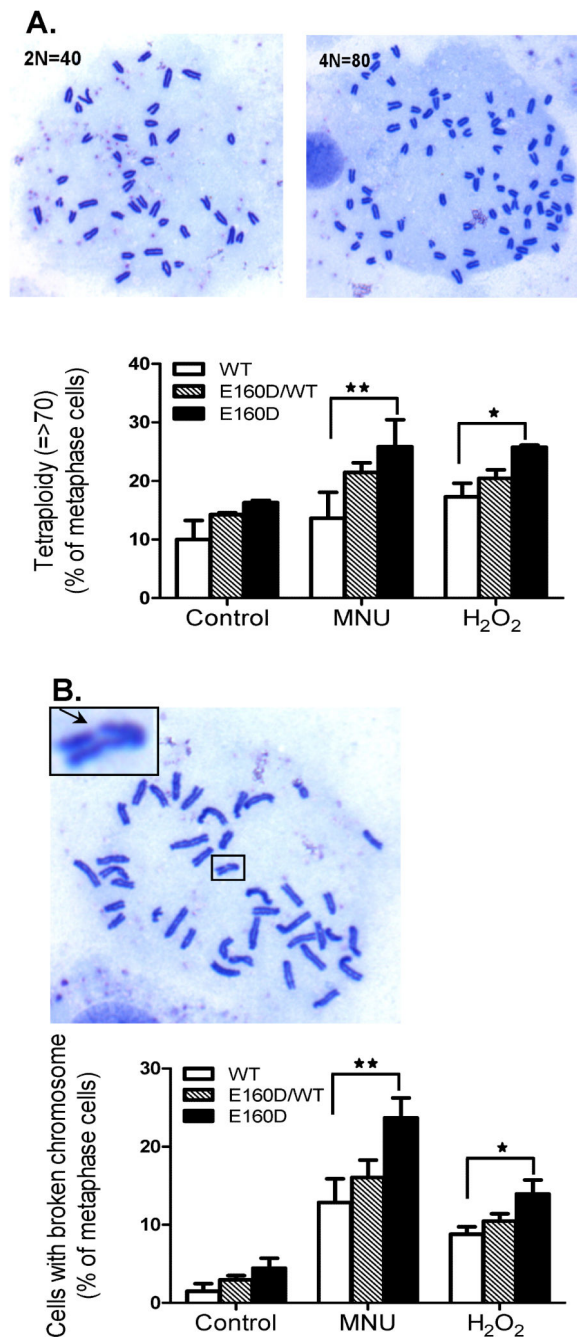 A.
2N=40
4N=80
Tetraploidy (=>70)
(% of metaphase cells)
40
30
20
10
0
WT
E160D/WT
E160D
★★
★
Control
MNU
H₂O₂
B.
Cells with broken chromosome
(% of metaphase cells)
30
20
10
0
WT
E160D/WT
E160D
★★
★
Control
MNU
H₂O₂